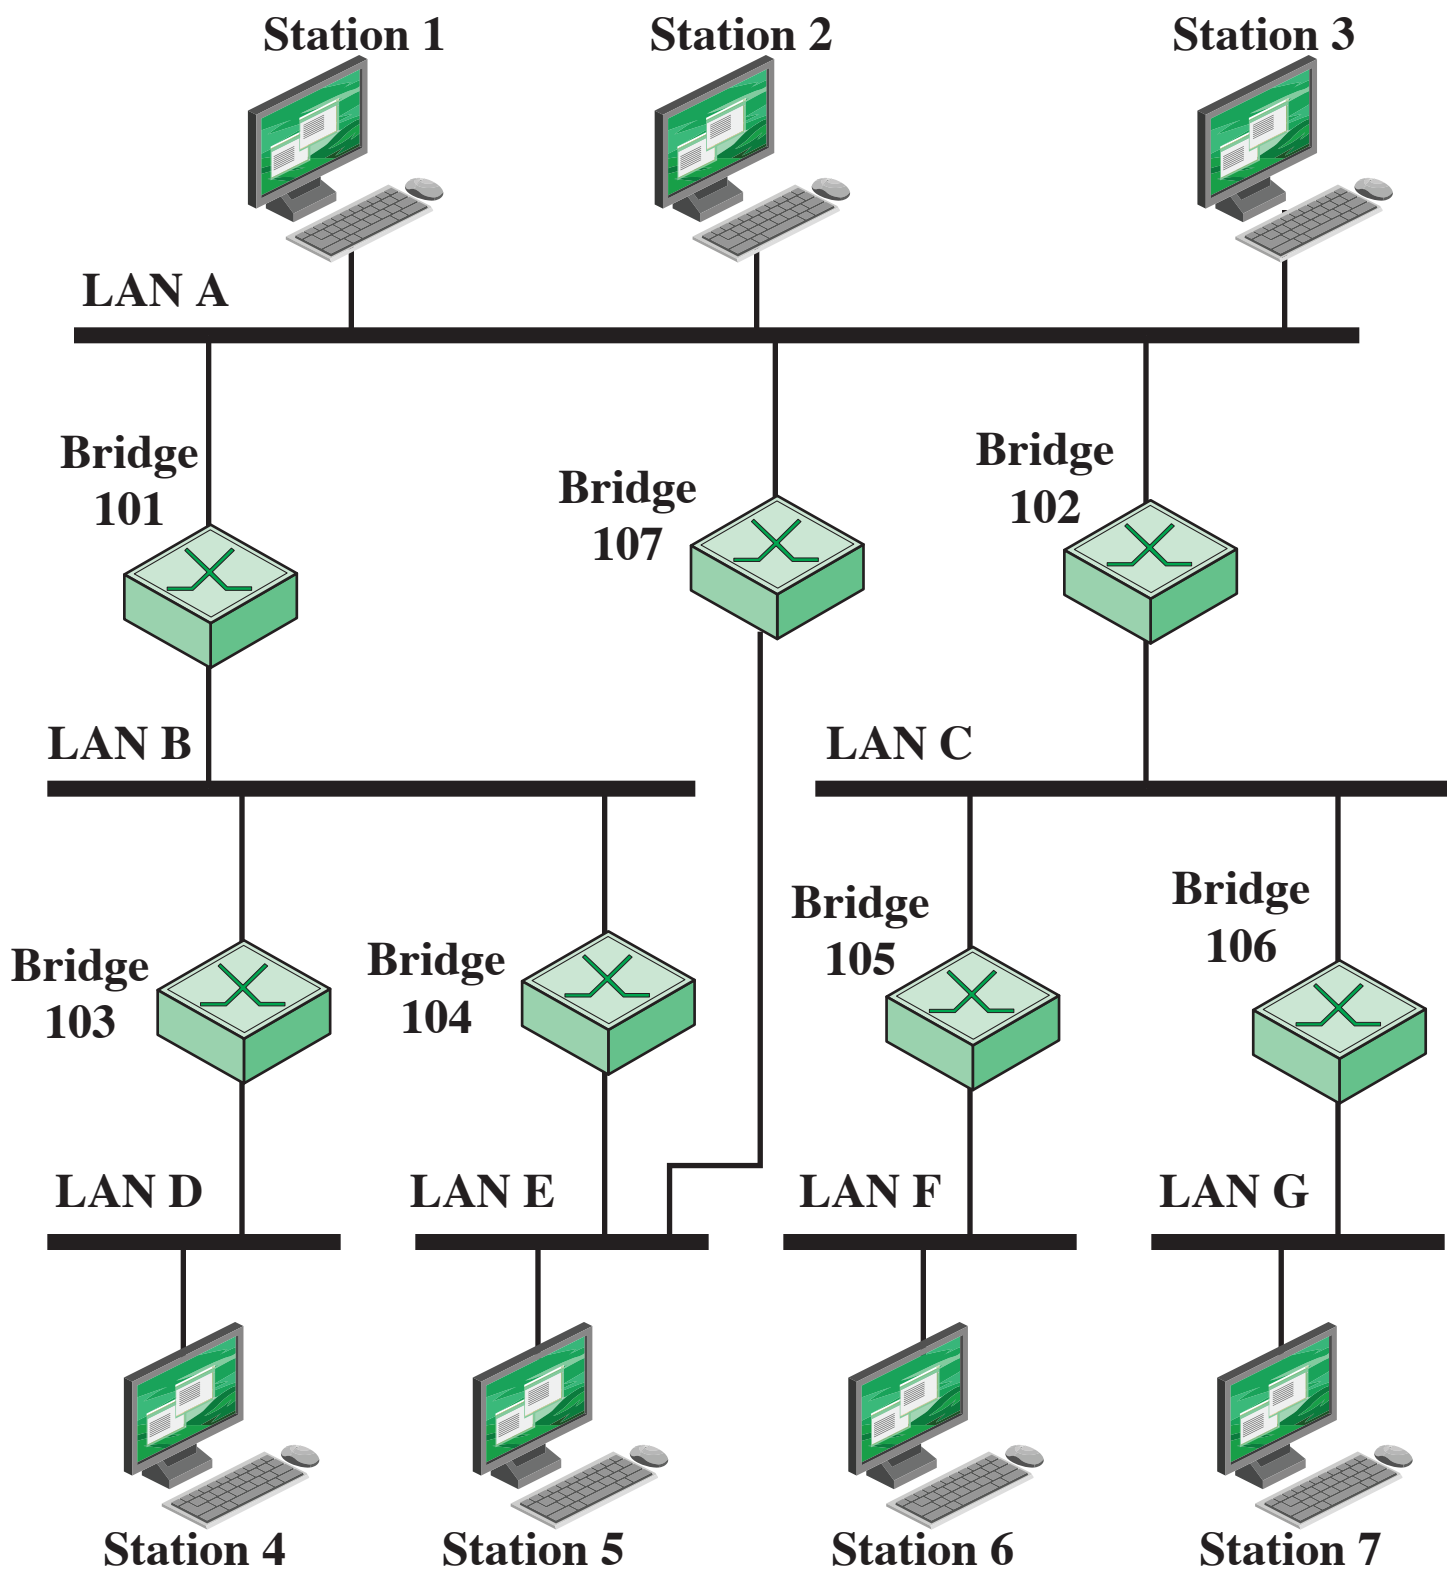 Station 1
Station 2
Station 3
LAN A
Bridge
101
Bridge
107
Bridge
102
LAN B
LAN C
Bridge
103
Bridge
104
Bridge
105
Bridge
106
LAN D
LAN E
LAN F
LAN G
Station 4
Station 5
Station 6
Station 7